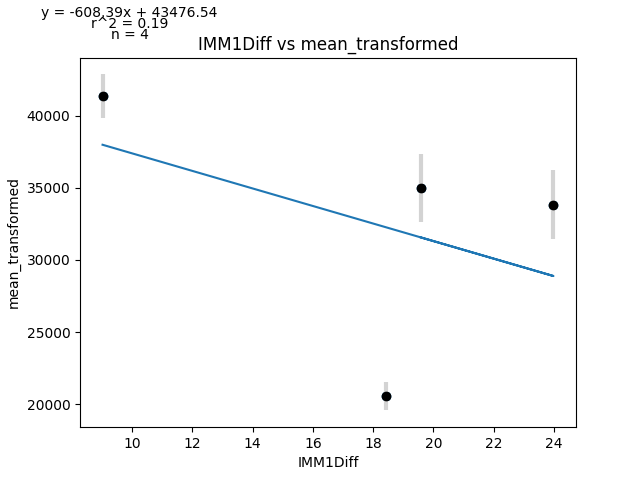 y = -608.39x + 43476.54
r^2 = 0.19
n = 4
IMM1Diff vs mean_transformed
40000
35000
30000
25000
20000
mean_transformed
10 12 14 16 18 20 22 24
IMM1Diff